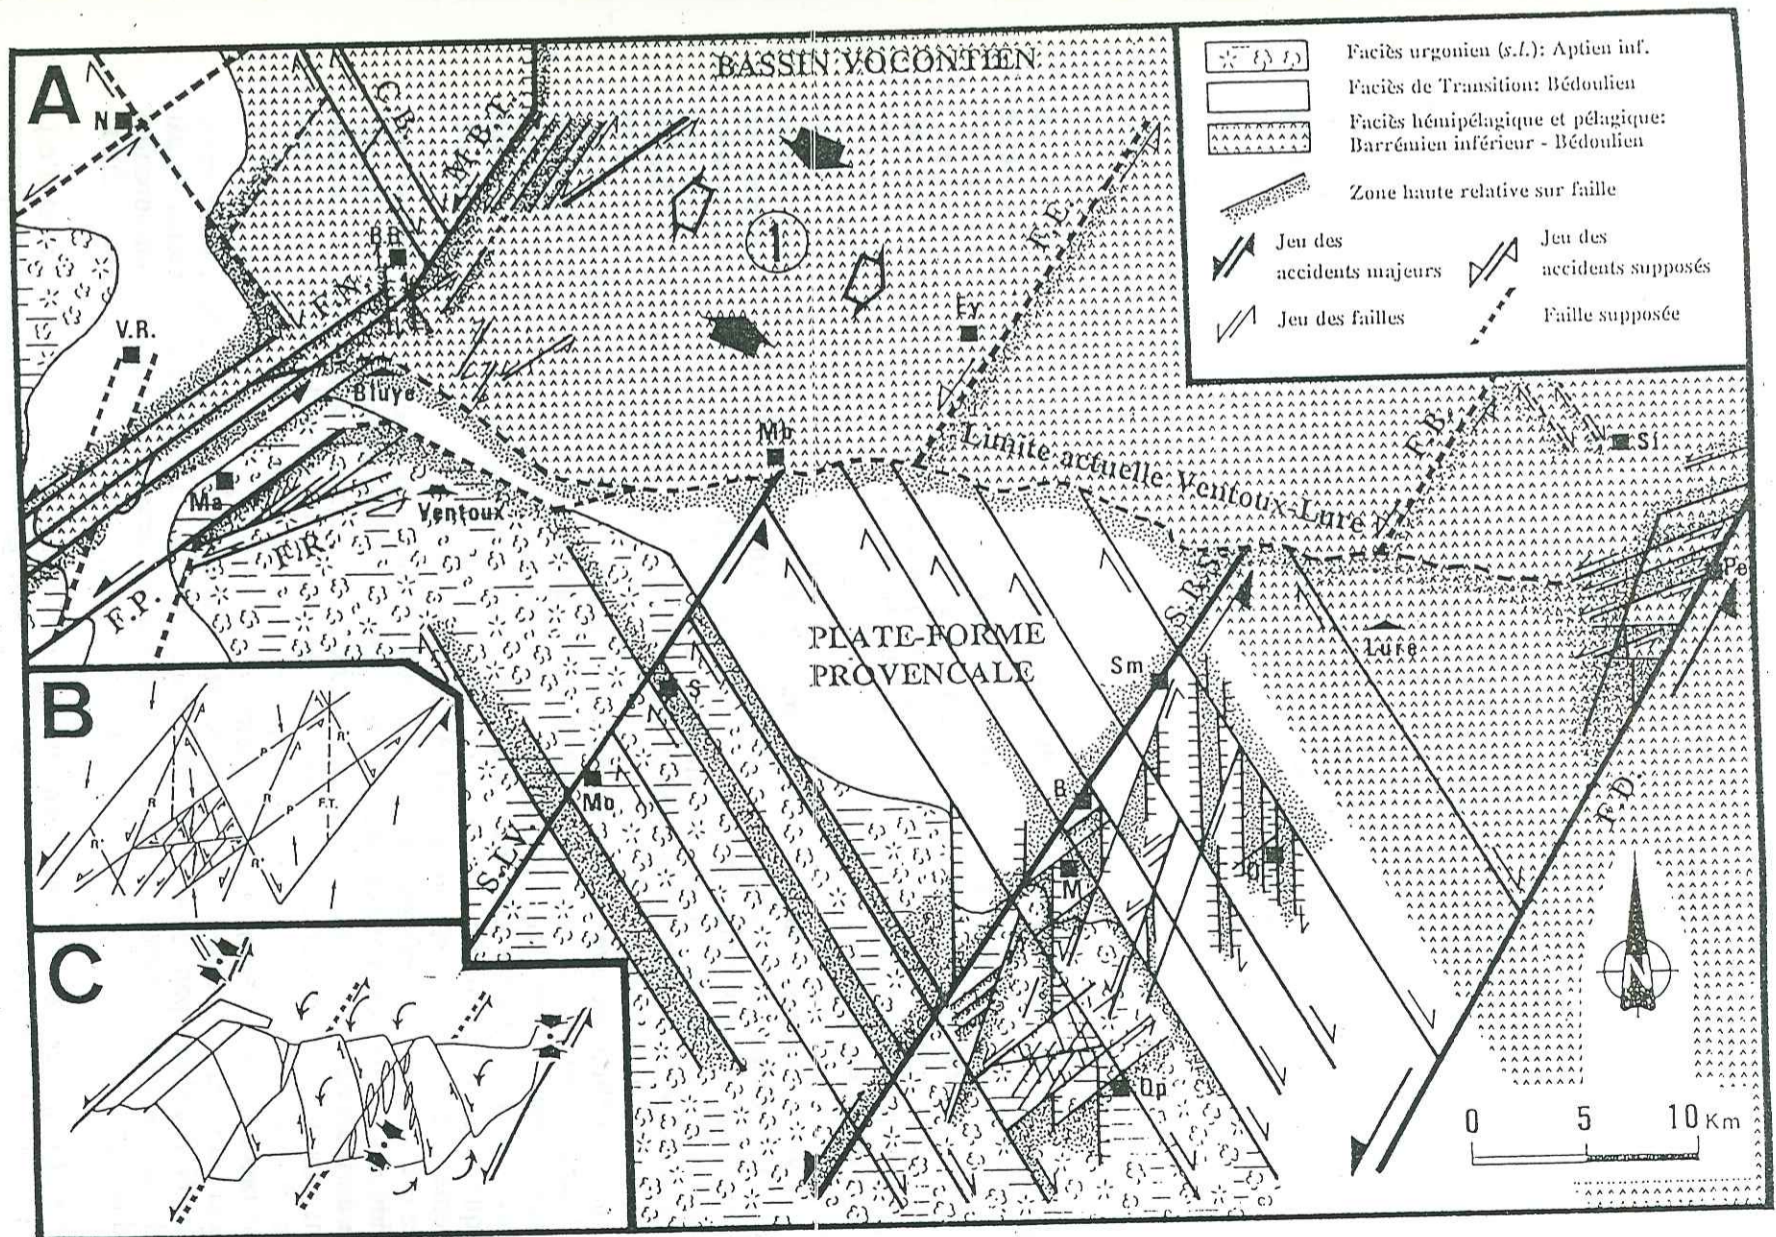 A
BASSIN VOCONTIEN
N
C.B.
M.B.T.
B.B.
1
F.E.
Ey
F.N.
V.R.
Bluye
Mb
Limite actuelle Ventoux-Lure
F.B.
Si
Ma
Ventoux
F.R.
F.P.
S.B.S.
Pe
Lure
PLATE-FORME
PROVENCALE
Sm
S
Mo
S.LV.
B
M
F.D.
Op
N
0 5 10 Km
Faciès urgonien (s.l.): Aptien inf.
Faciès de Transition: Bédoulien
Faciès hémipélagique et pélagique:
Barrémien inférieur - Bédoulien
Zone haute relative sur faille
Jeu des
accidents majeurs
Jeu des
accidents supposés
Jeu des failles
Faille supposée
B
R'
R
P
R
P
F.T.
R'
R'
C